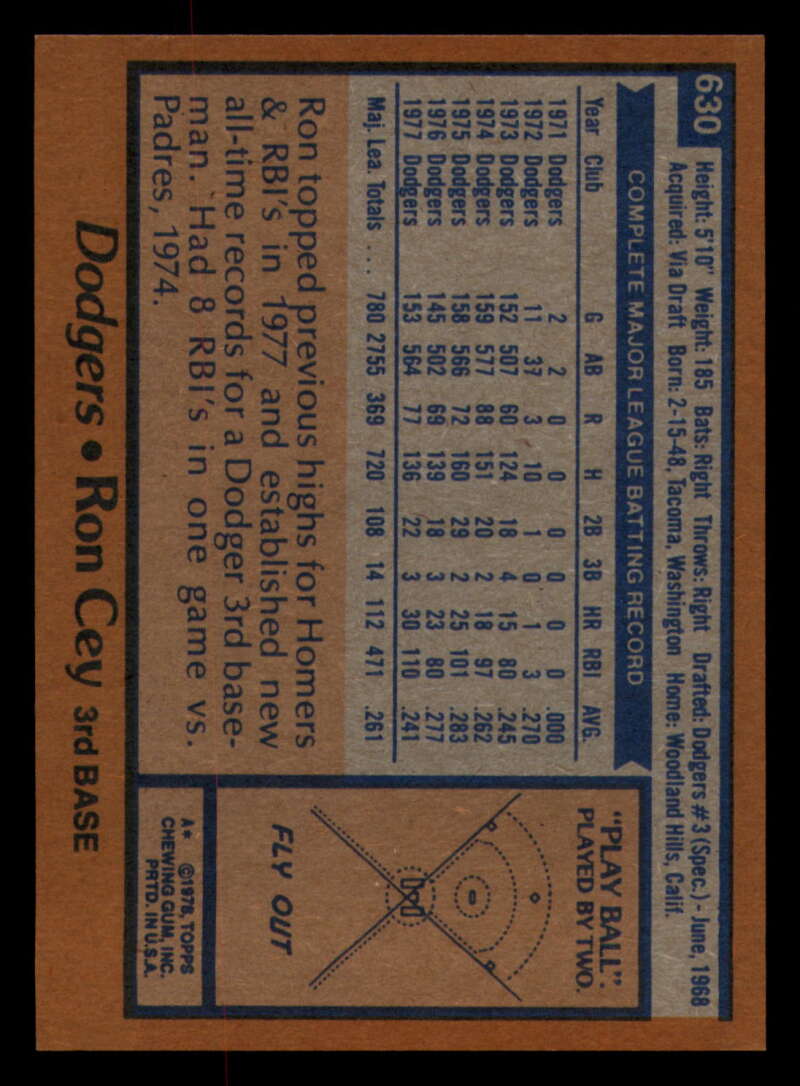 630
Height: 5'10" Weight: 185 Bats: Right Throws: Right Drafted: Dodgers #3 (Spec.) - June, 1968
Acquired: Via Draft Born: 2-15-48, Tacoma, Washington Home: Woodland Hills, Calif.
COMPLETE MAJOR LEAGUE BATTING RECORD
Year Club G AB R H 2B 3B HR RBI AVG.
1971 Dodgers 2 2 0 0 0 0 0 0 .000
1972 Dodgers 11 37 3 10 1 0 1 3 .270
1973 Dodgers 152 507 60 124 18 4 15 80 .245
1974 Dodgers 159 577 88 151 20 2 18 97 .262
1975 Dodgers 158 566 72 160 29 2 25 101 .283
1976 Dodgers 145 502 69 139 18 3 23 80 .277
1977 Dodgers 153 564 77 136 22 3 30 110 .241
Maj. Lea. Totals ... 780 2755 369 720 108 14 112 471 .261
Ron topped previous highs for Homers
& RBI's in 1977 and established new
all-time records for a Dodger 3rd base-
man. Had 8 RBI's in one game vs.
Padres, 1974.
"PLAY BALL"
PLAYED BY TWO.
FLY OUT
A* ©1978, TOPPS
CHEWING GUM, INC.
PRTD. IN U.S.A.
Dodgers • Ron Cey 3rd BASE